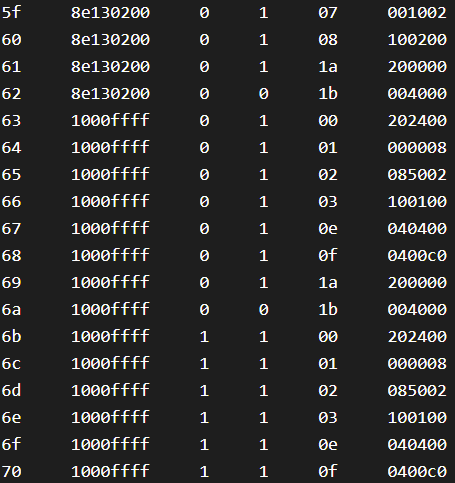 5f 8e130200 0 1 07 001002
60 8e130200 0 1 08 100200
61 8e130200 0 1 1a 200000
62 8e130200 0 0 1b 004000
63 1000ffff 0 1 00 202400
64 1000ffff 0 1 01 000008
65 1000ffff 0 1 02 085002
66 1000ffff 0 1 03 100100
67 1000ffff 0 1 0e 040400
68 1000ffff 0 1 0f 0400c0
69 1000ffff 0 1 1a 200000
6a 1000ffff 0 0 1b 004000
6b 1000ffff 1 1 00 202400
6c 1000ffff 1 1 01 000008
6d 1000ffff 1 1 02 085002
6e 1000ffff 1 1 03 100100
6f 1000ffff 1 1 0e 040400
70 1000ffff 1 1 0f 0400c0